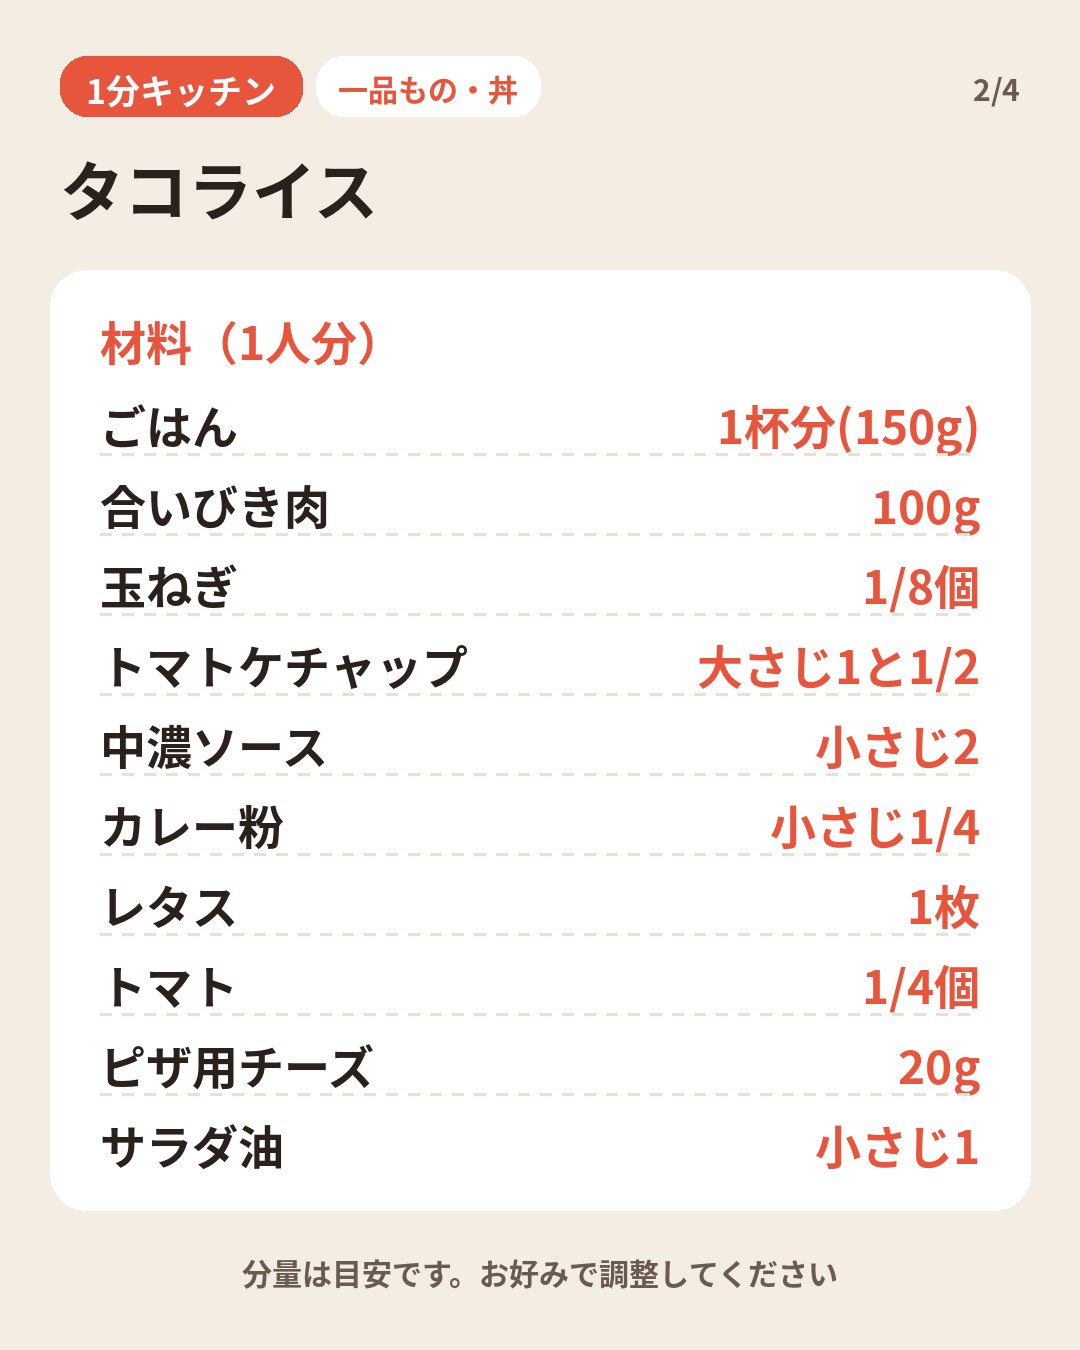 1分キッチン 一品もの・丼 2/4
タコライス
材料（1人分）
ごはん 1杯分(150g)
合いびき肉 100g
玉ねぎ 1/8個
トマトケチャップ 大さじ1と1/2
中濃ソース 小さじ2
カレー粉 小さじ1/4
レタス 1枚
トマト 1/4個
ピザ用チーズ 20g
サラダ油 小さじ1
分量は目安です。お好みで調整してください